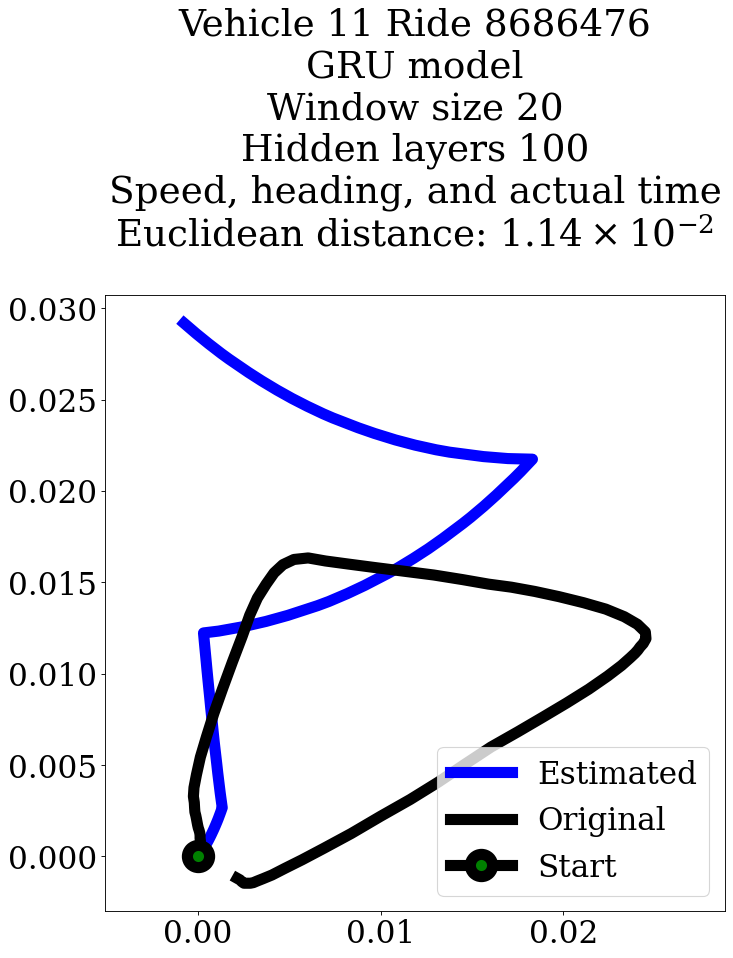 Vehicle 11 Ride 8686476
GRU model
Window size 20
Hidden layers 100
Speed, heading, and actual time
Euclidean distance: 1.14 × 10⁻²
0.030
0.025
0.020
0.015
0.010
0.005
0.000
Estimated
Original
Start
0.00 0.01 0.02